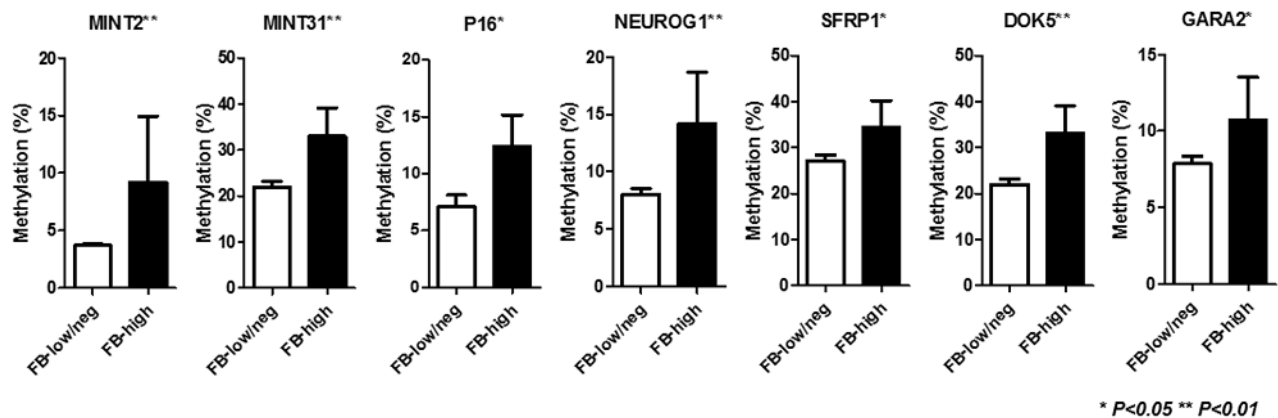 MINT2**
Methylation (%)
20
15
10
5
0
FB-low/neg
FB-high
MINT31**
Methylation (%)
50
40
30
20
10
0
FB-low/neg
FB-high
P16*
Methylation (%)
20
15
10
5
0
FB-low/neg
FB-high
NEUROG1**
Methylation (%)
20
15
10
5
0
FB-low/neg
FB-high
SFRP1*
Methylation (%)
50
40
30
20
10
0
FB-low/neg
FB-high
DOK5**
Methylation (%)
50
40
30
20
10
0
FB-low/neg
FB-high
GARA2*
Methylation (%)
15
10
5
0
FB-low/neg
FB-high
* P<0.05 ** P<0.01